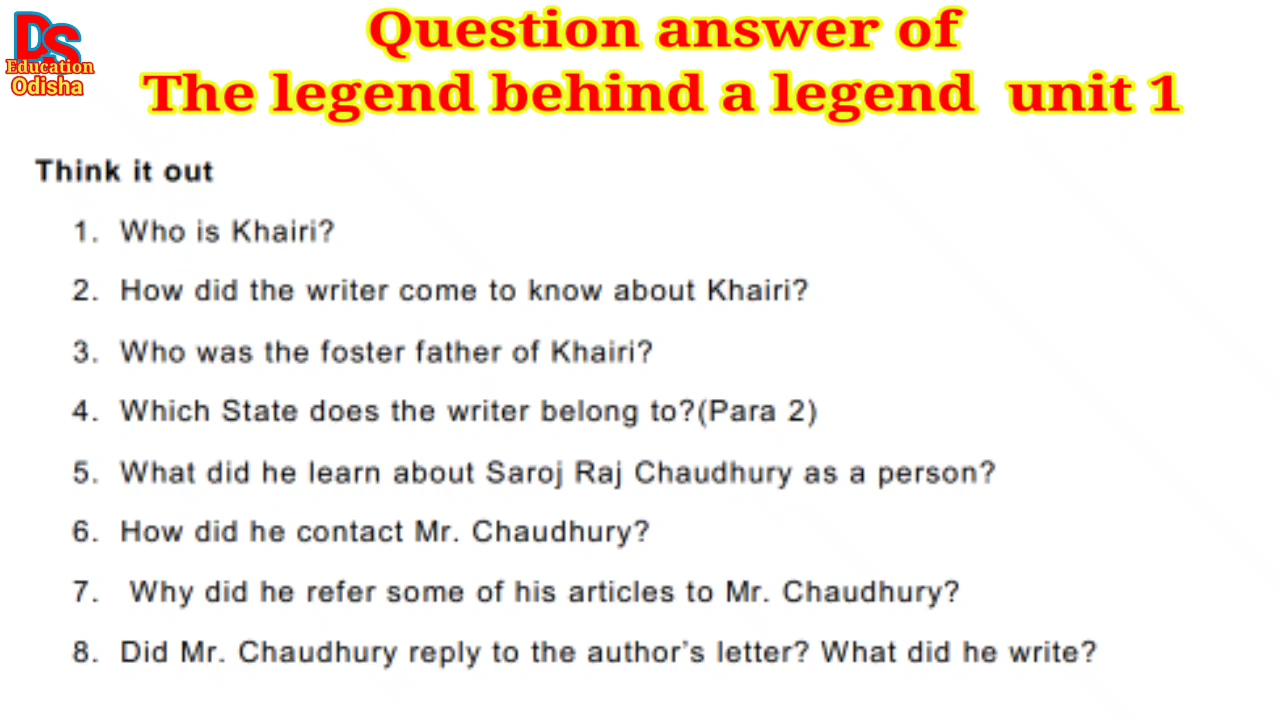 DS
Education
Odisha
Question answer of
The legend behind a legend unit 1
Think it out
1. Who is Khairi?
2. How did the writer come to know about Khairi?
3. Who was the foster father of Khairi?
4. Which State does the writer belong to?(Para 2)
5. What did he learn about Saroj Raj Chaudhury as a person?
6. How did he contact Mr. Chaudhury?
7. Why did he refer some of his articles to Mr. Chaudhury?
8. Did Mr. Chaudhury reply to the author’s letter? What did he write?